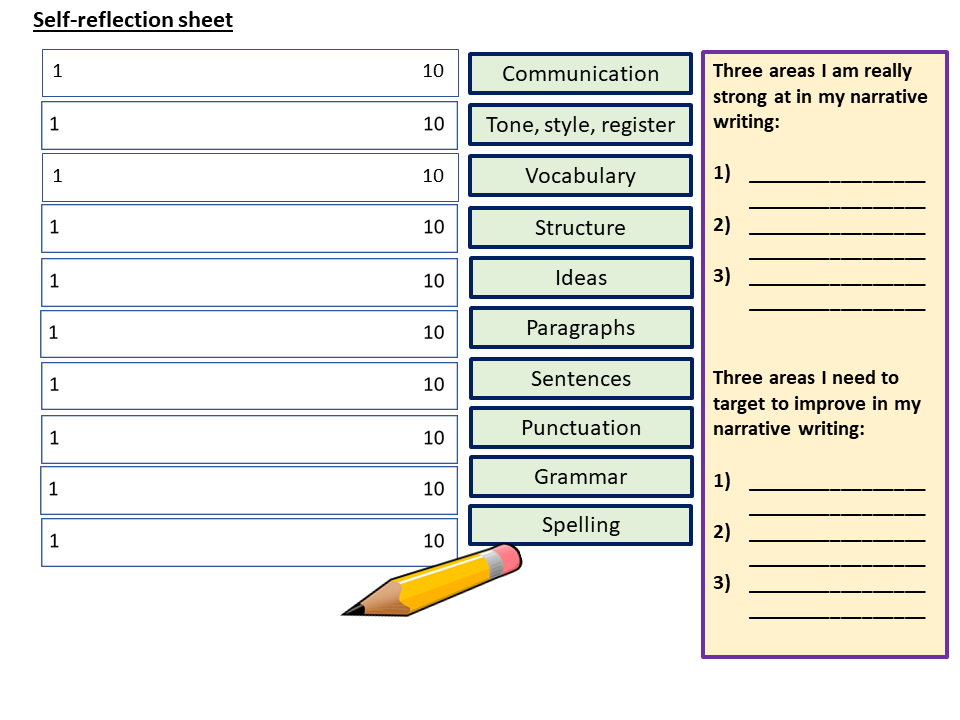 Self-reflection sheet
1 10 Communication
1 10 Tone, style, register
1 10 Vocabulary
1 10 Structure
1 10 Ideas
1 10 Paragraphs
1 10 Sentences
1 10 Punctuation
1 10 Grammar
1 10 Spelling
Three areas I am really
strong at in my narrative
writing:
1) ________________
________________
2) ________________
________________
3) ________________
________________
Three areas I need to
target to improve in my
narrative writing:
1) ________________
________________
2) ________________
________________
3) ________________
________________